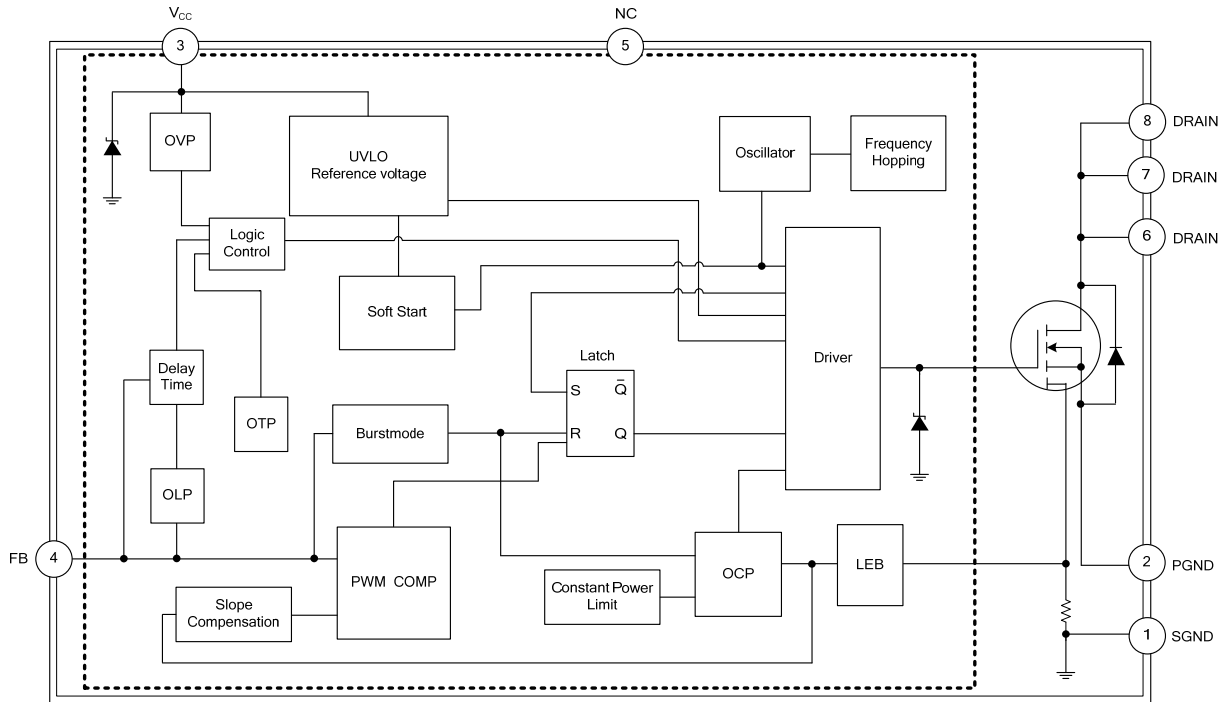 VCC
3
NC
5
OVP
UVLO
Reference voltage
Oscillator
Frequency
Hopping
8
DRAIN
7
DRAIN
6
DRAIN
Logic
Control
Soft Start
Driver
Delay
Time
OTP
Latch
S
Q̅
R
Q
Burstmode
OLP
FB
4
PWM COMP
OCP
LEB
2
PGND
Slope
Compensation
Constant Power
Limit
1
SGND